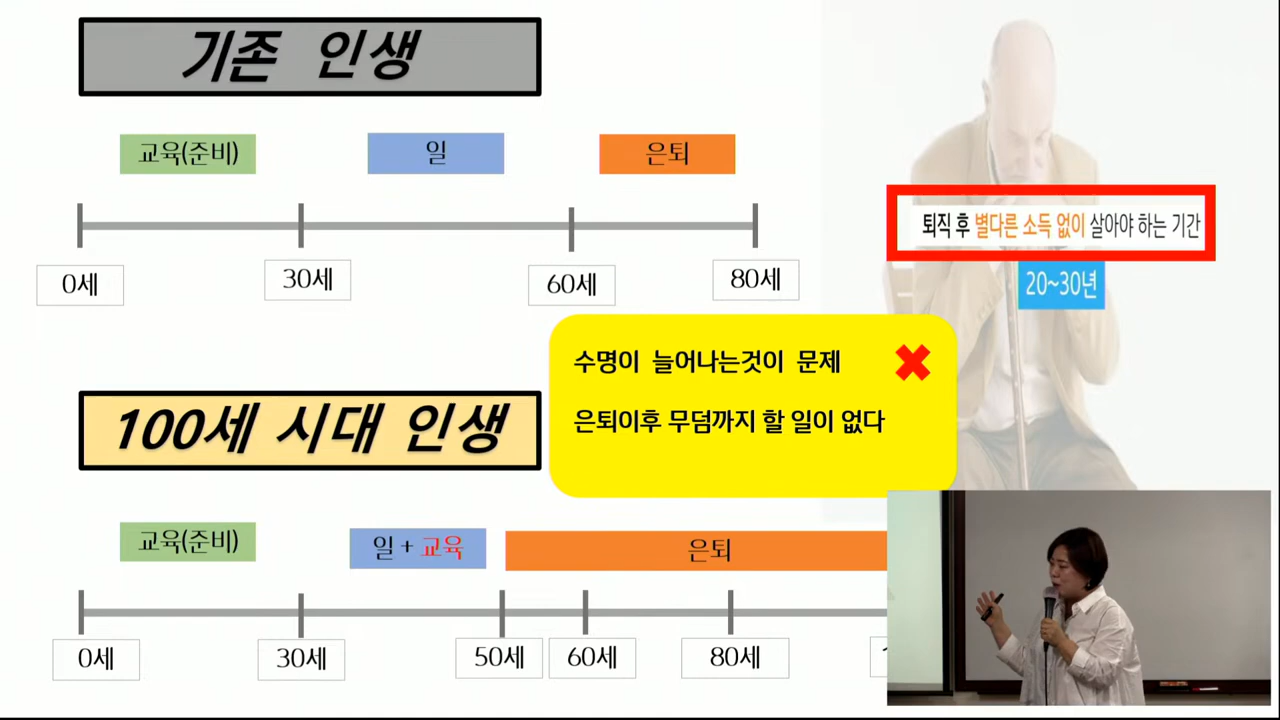 기존 인생
교육(준비)
일
은퇴
0세
30세
60세
80세
퇴직 후 별다른 소득 없이 살아야 하는 기간
20~30년
수명이 늘어나는것이 문제
은퇴이후 무덤까지 할 일이 없다
100세 시대 인생
교육(준비)
일 + 교육
은퇴
0세
30세
50세
60세
80세